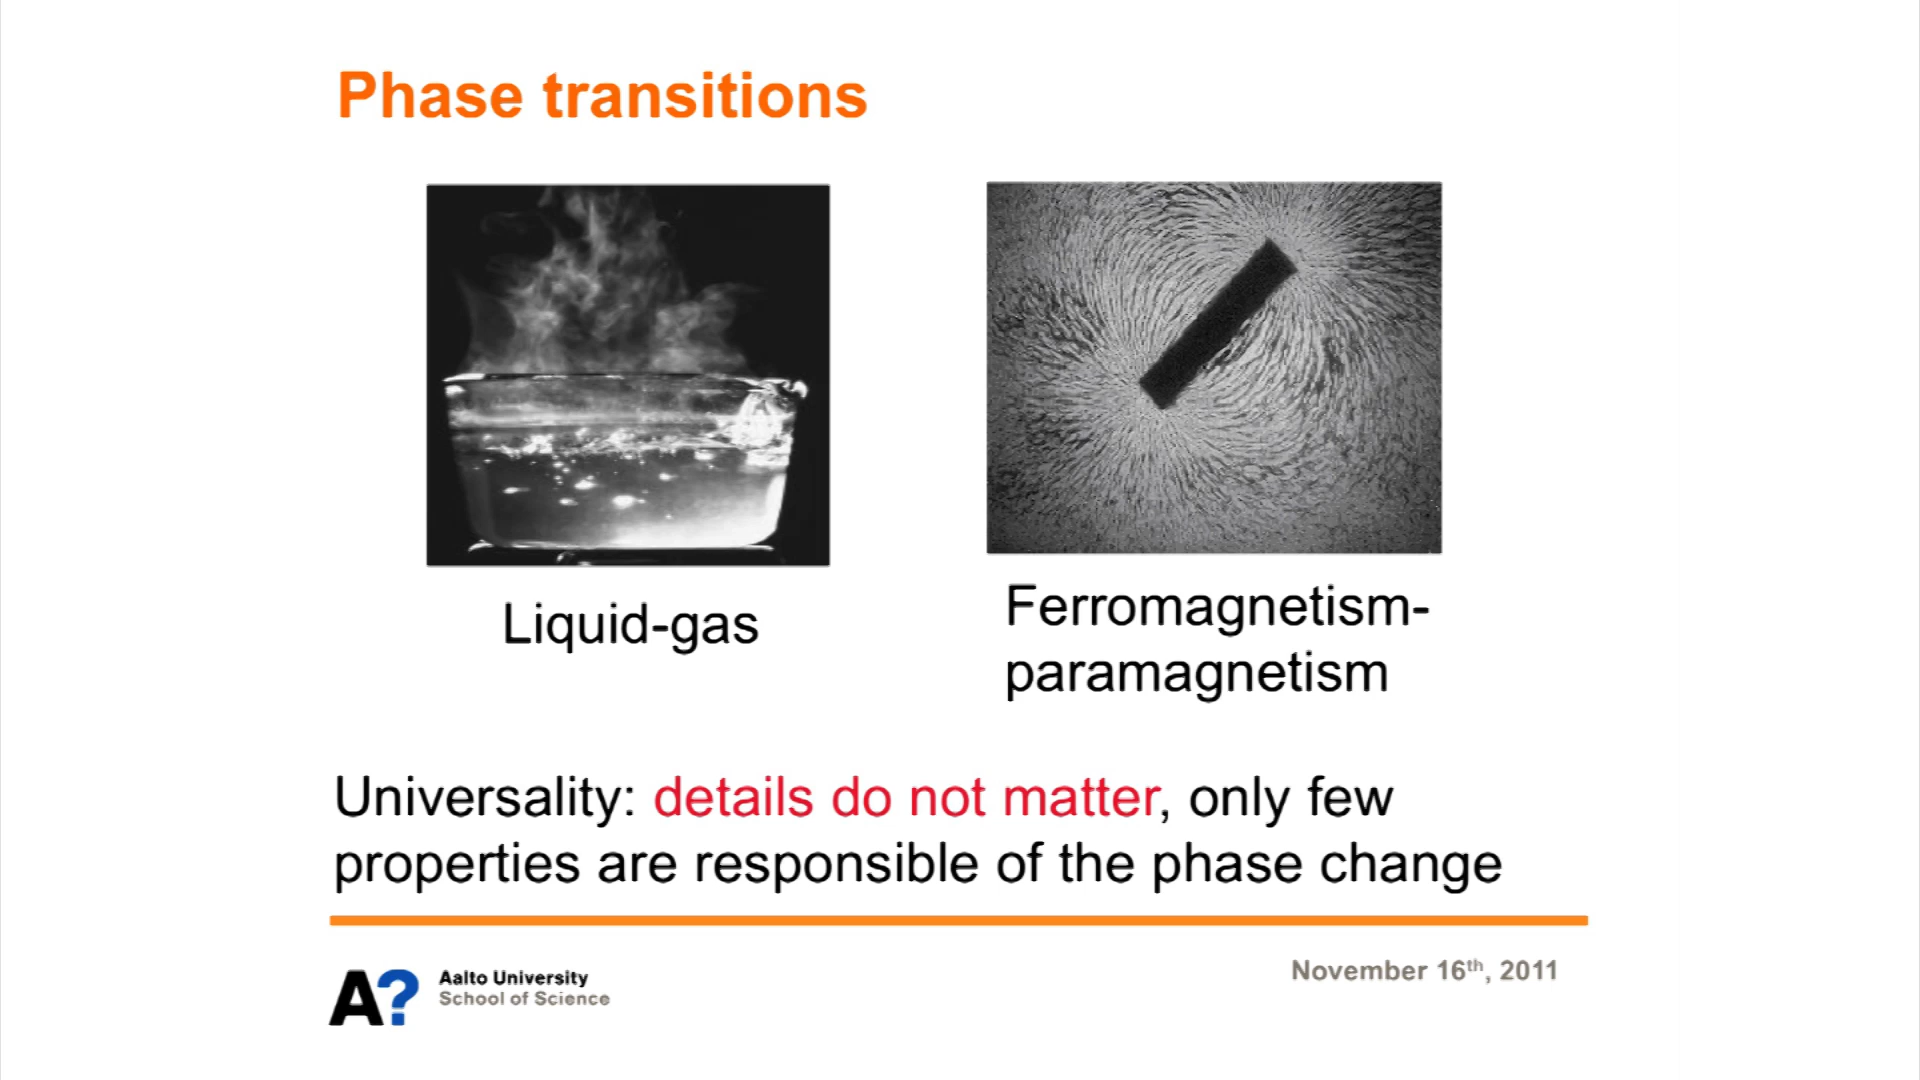 Phase transitions
Liquid-gas
Ferromagnetism-
paramagnetism
Universality: details do not matter, only few
properties are responsible of the phase change
A? Aalto University
School of Science
November 16th, 2011